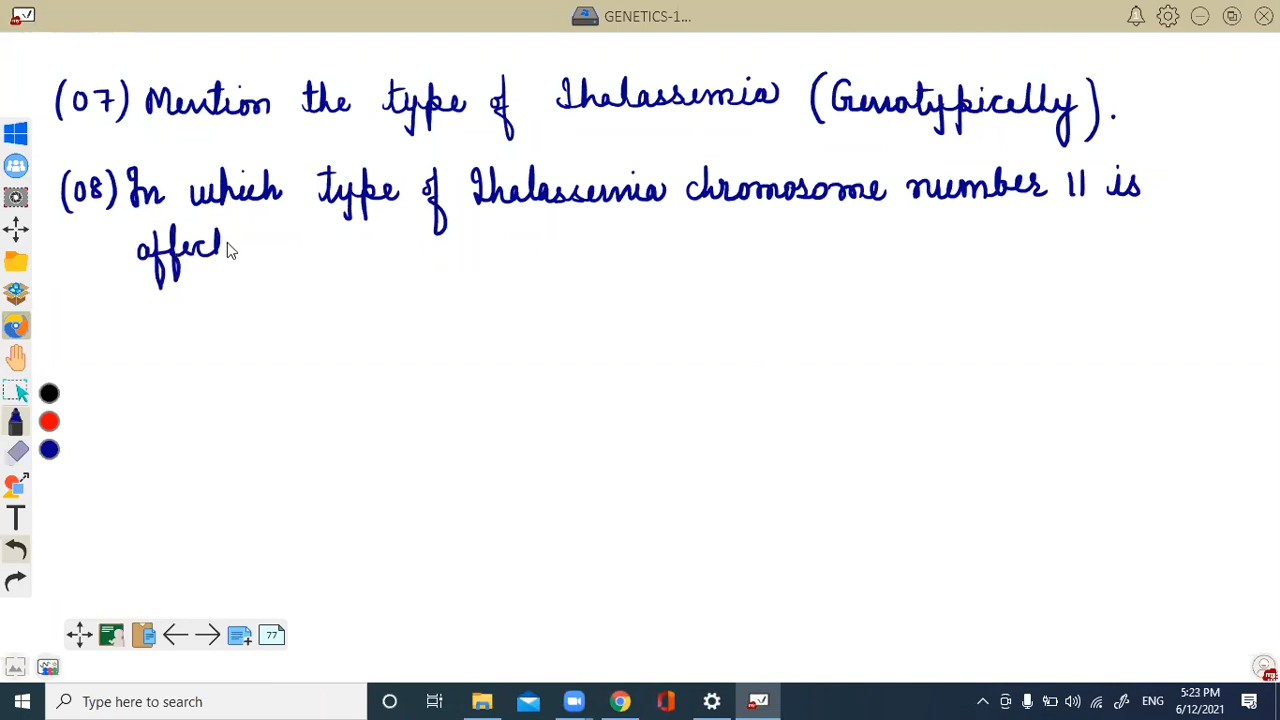 GENETICS-1...
(07) Mention the type of Thalassemia (Genotypically).
(08) In which type of Thalassemia chromosome number 11 is
affect
77
Type here to search
ENG
5:23 PM
6/12/2021